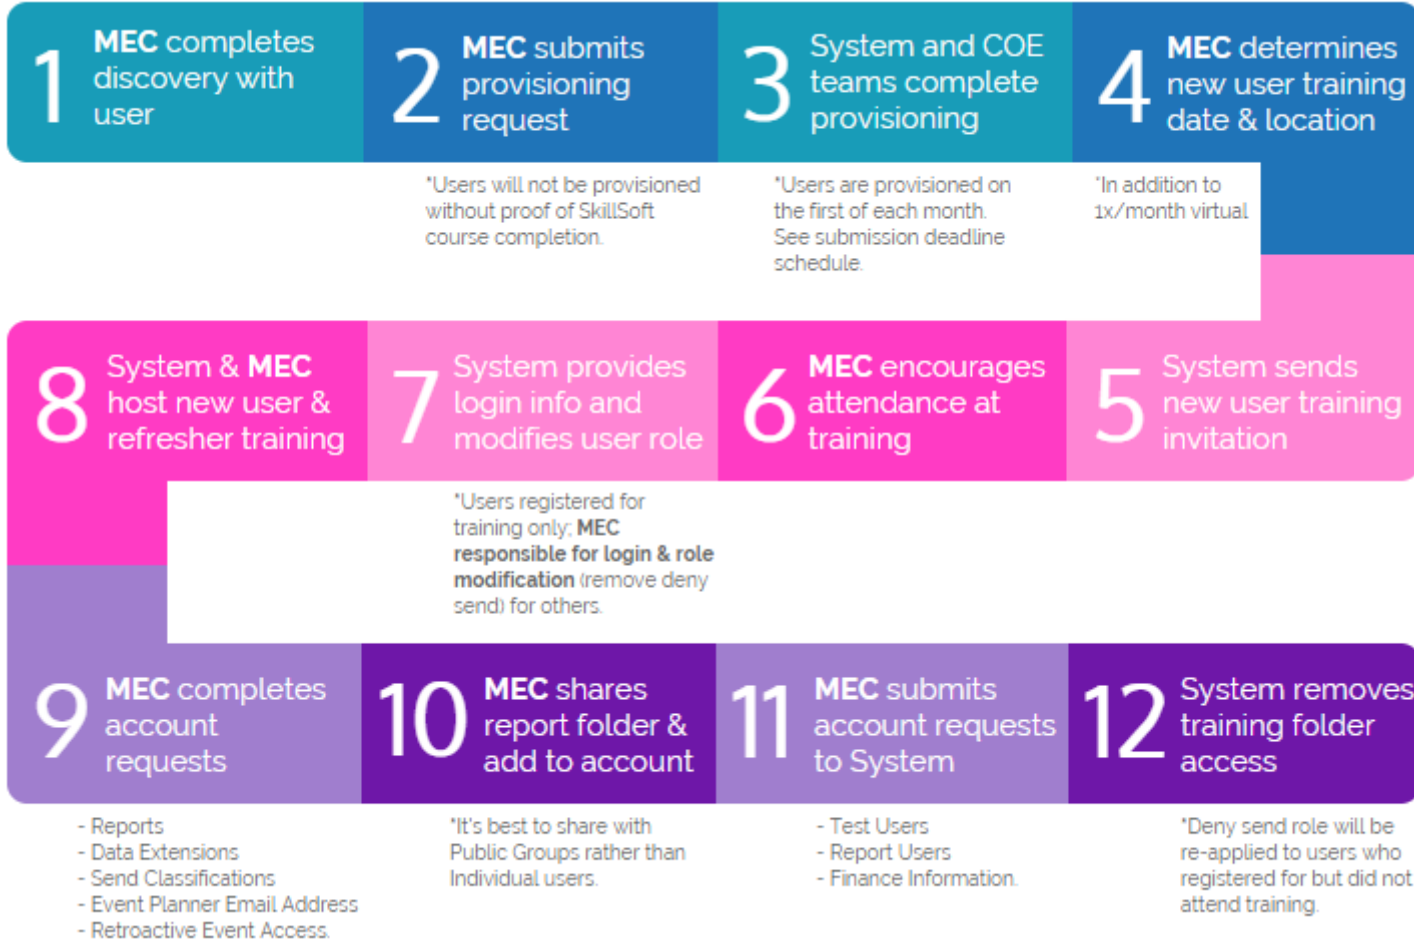 1
MEC completes
discovery with
user
2
MEC submits
provisioning
request
*Users will not be provisioned
without proof of SkillSoft
course completion.
3
System and COE
teams complete
provisioning
*Users are provisioned on
the first of each month.
See submission deadline
schedule.
4
MEC determines
new user training
date & location
*In addition to
1x/month virtual
5
System sends
new user training
invitation
6
MEC encourages
attendance at
training
7
System provides
login info and
modifies user role
*Users registered for
training only; MEC
responsible for login & role
modification (remove deny
send) for others.
8
System & MEC
host new user &
refresher training
9
MEC completes
account
requests
- Reports
- Data Extensions
- Send Classifications
- Event Planner Email Address
- Retroactive Event Access.
10
MEC shares
report folder &
add to account
*It's best to share with
Public Groups rather than
Individual users.
11
MEC submits
account requests
to System
- Test Users
- Report Users
- Finance Information.
12
System removes
training folder
access
*Deny send role will be
re-applied to users who
registered for but did not
attend training.